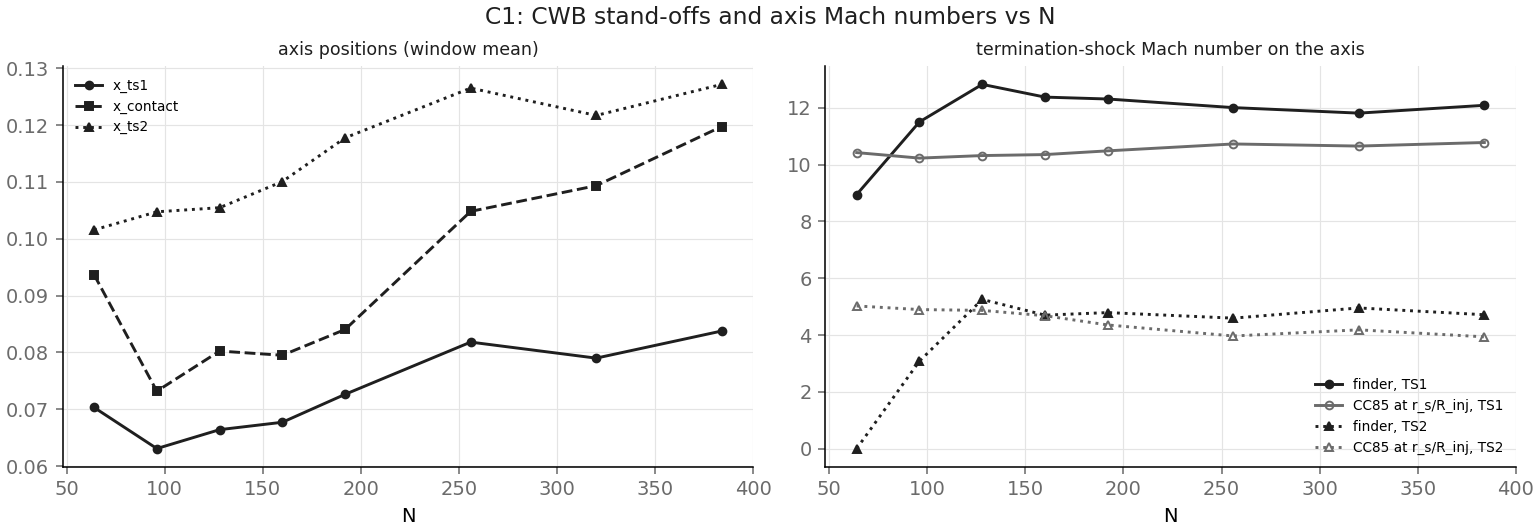 C1: CWB stand-offs and axis Mach numbers vs N
axis positions (window mean)
0.13
0.12
0.11
0.10
0.09
0.08
0.07
0.06
x_ts1
x_contact
x_ts2
50 100 150 200 250 300 350 400
N
termination-shock Mach number on the axis
12
10
8
6
4
2
0
finder, TS1
CC85 at r_s/R_inj, TS1
finder, TS2
CC85 at r_s/R_inj, TS2
50 100 150 200 250 300 350 400
N